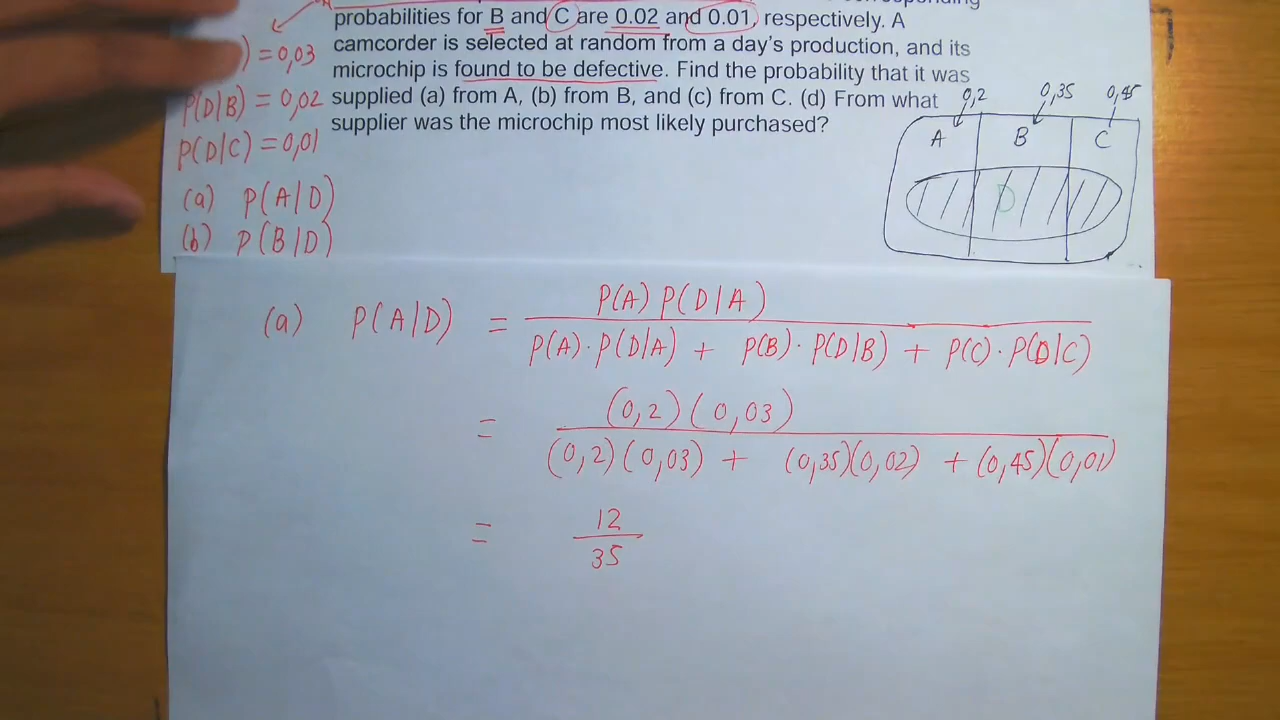 probabilities for B and C are 0.02 and 0.01, respectively. A
camcorder is selected at random from a day's production, and its
microchip is found to be defective. Find the probability that it was
supplied (a) from A, (b) from B, and (c) from C. (d) From what
supplier was the microchip most likely purchased?
) = 0,03
P(D|B) = 0,02
P(D|C) = 0,01
(a) P(A|D)
(b) P(B|D)
0,2 0,35 0,45
A B C
D
(a) P(A|D) = P(A) P(D|A)
P(A) · P(D|A) + P(B) · P(D|B) + P(C) · P(D|C)
= (0,2)(0,03)
(0,2)(0,03) + (0,35)(0,02) + (0,45)(0,01)
= 12
35